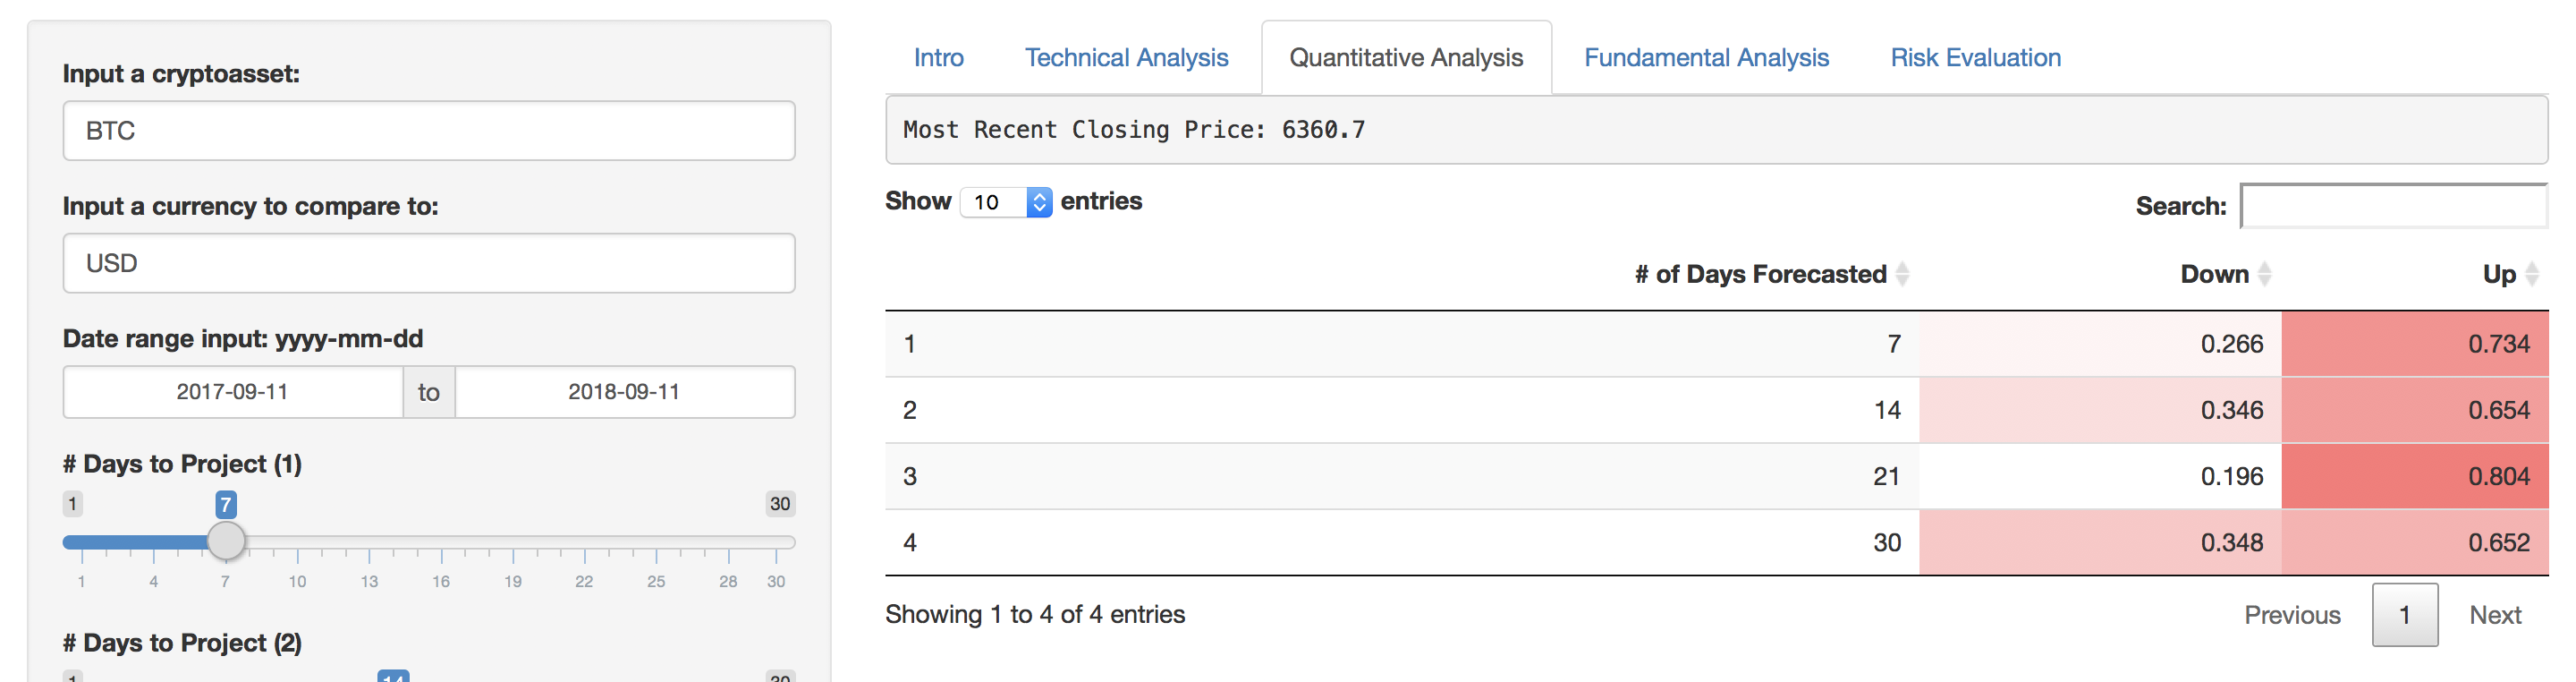 Input a cryptoasset:
BTC
Input a currency to compare to:
USD
Date range input: yyyy-mm-dd
2017-09-11 to 2018-09-11
# Days to Project (1)
1 7 30
1 4 7 10 13 16 19 22 25 28 30
# Days to Project (2)
1 14 30
Intro Technical Analysis Quantitative Analysis Fundamental Analysis Risk Evaluation
Most Recent Closing Price: 6360.7
Show 10 entries Search:
# of Days Forecasted Down Up
1 7 0.266 0.734
2 14 0.346 0.654
3 21 0.196 0.804
4 30 0.348 0.652
Showing 1 to 4 of 4 entries Previous 1 Next